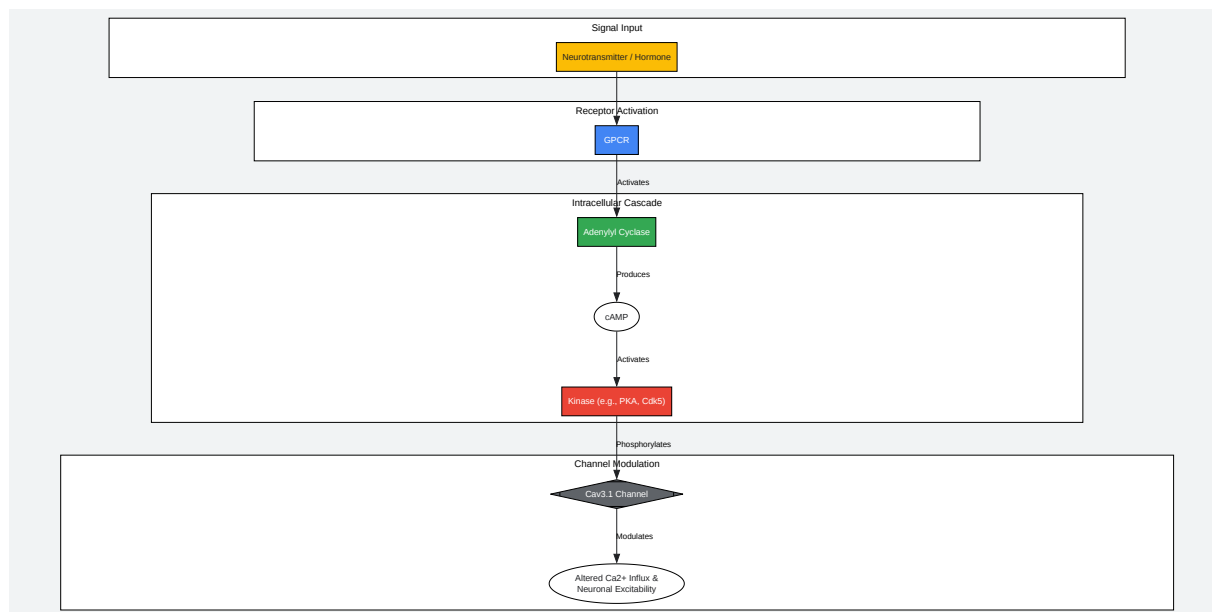 Signal Input
Neurotransmitter / Hormone
Receptor Activation
GPCR
Activates
Intracellular Cascade
Adenylyl Cyclase
Produces
cAMP
Activates
Kinase (e.g., PKA, Cdk5)
Phosphorylates
Channel Modulation
Cav3.1 Channel
Modulates
Altered Ca2+ Influx &
Neuronal Excitability